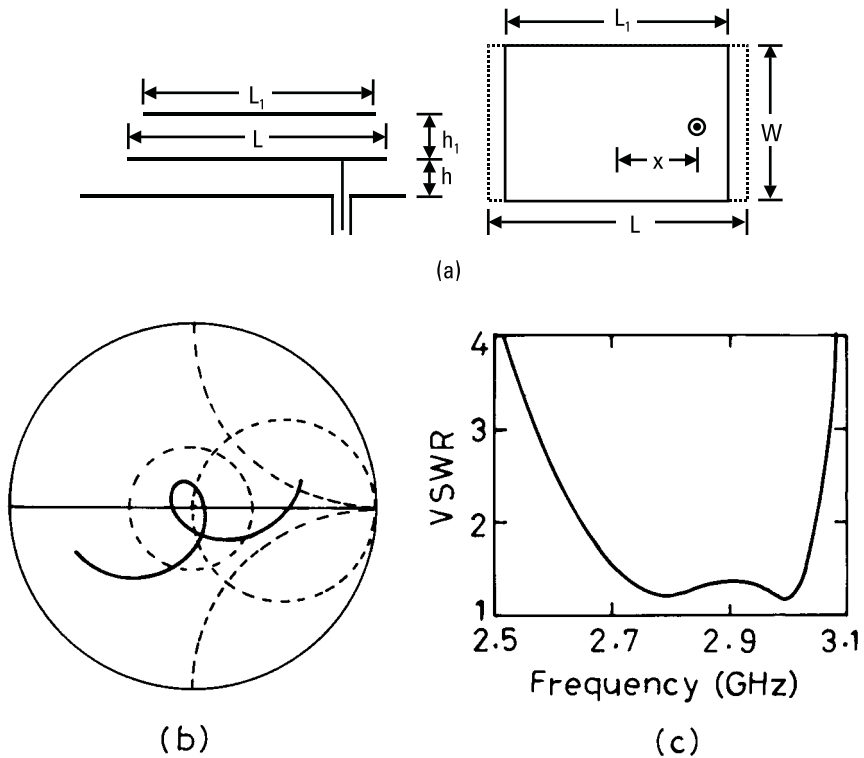 L₁
L
h₁
h
L₁
W
x
L
(a)
(b)
VSWR
4
3
2
1
2.5 2.7 2.9 3.1
Frequency (GHz)
(c)